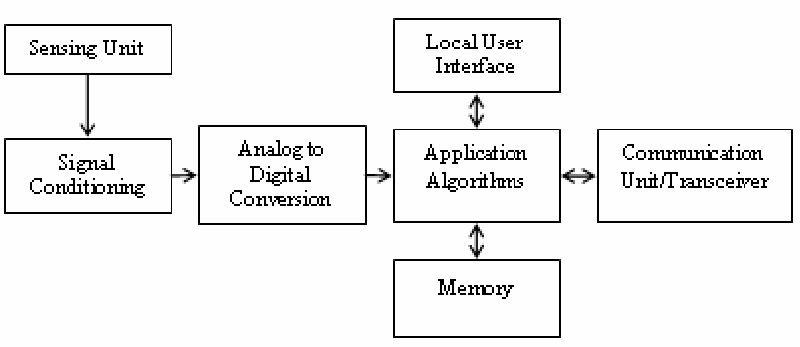 Sensing Unit
Local User
Interface
Signal
Conditioning
Analog to
Digital
Conversion
Application
Algorithms
Communication
Unit/Transceiver
Memory